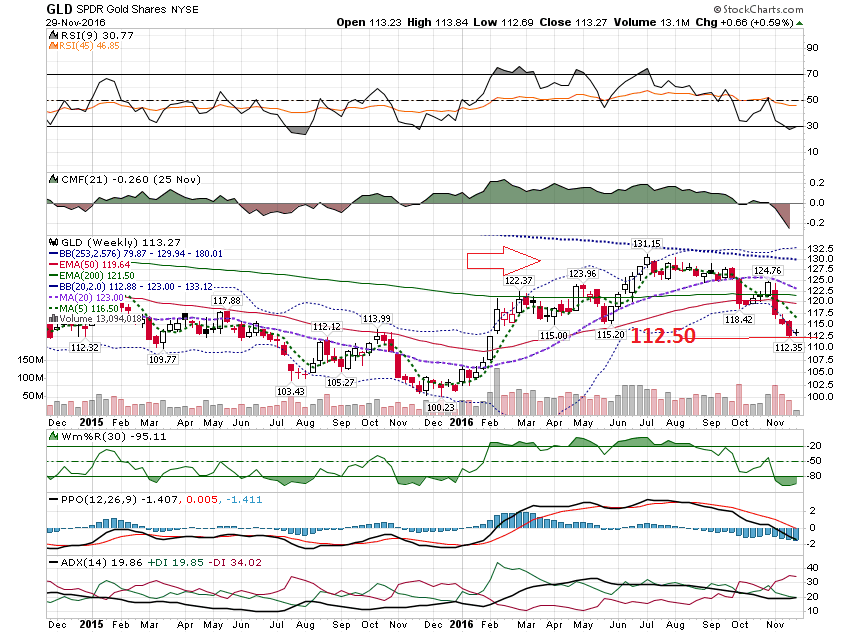 GLD SPDR Gold Shares NYSE © StockCharts.com
29-Nov-2016 Open 113.23 High 113.84 Low 112.69 Close 113.27 Volume 13.1M Chg +0.66 (+0.59%)
RSI(9) 30.77
RSI(45) 46.85
90
70
50
30
10
CMF(21) -0.260 (25 Nov)
0.2
0.0
-0.2
GLD (Weekly) 113.27
BB(253,2.576) 79.87 - 129.94 - 180.01
EMA(50) 119.64
EMA(200) 121.50
BB(20,2.0) 112.88 - 123.00 - 133.12
MA(20) 123.00
MA(5) 116.50
Volume 13,094,018
131.15
122.37
123.96
124.76
117.88
112.12
113.99
112.32
109.77
103.43
105.27
100.23
115.00
115.20
118.42
112.35
112.50
132.5
130.0
127.5
125.0
122.5
120.0
117.5
115.0
112.5
110.0
107.5
105.0
102.5
100.0
150M
100M
50M
Dec 2015 Feb Mar Apr May Jun Jul Aug Sep Oct Nov Dec 2016 Feb Mar Apr May Jun Jul Aug Sep Oct Nov
Wm%R(30) -95.11
-20
-50
-80
PPO(12,26,9) -1.407, 0.005, -1.411
2
0
-2
ADX(14) 19.86 +DI 19.85 -DI 34.02
40
30
20
10
Dec 2015 Feb Mar Apr May Jun Jul Aug Sep Oct Nov Dec 2016 Feb Mar Apr May Jun Jul Aug Sep Oct Nov